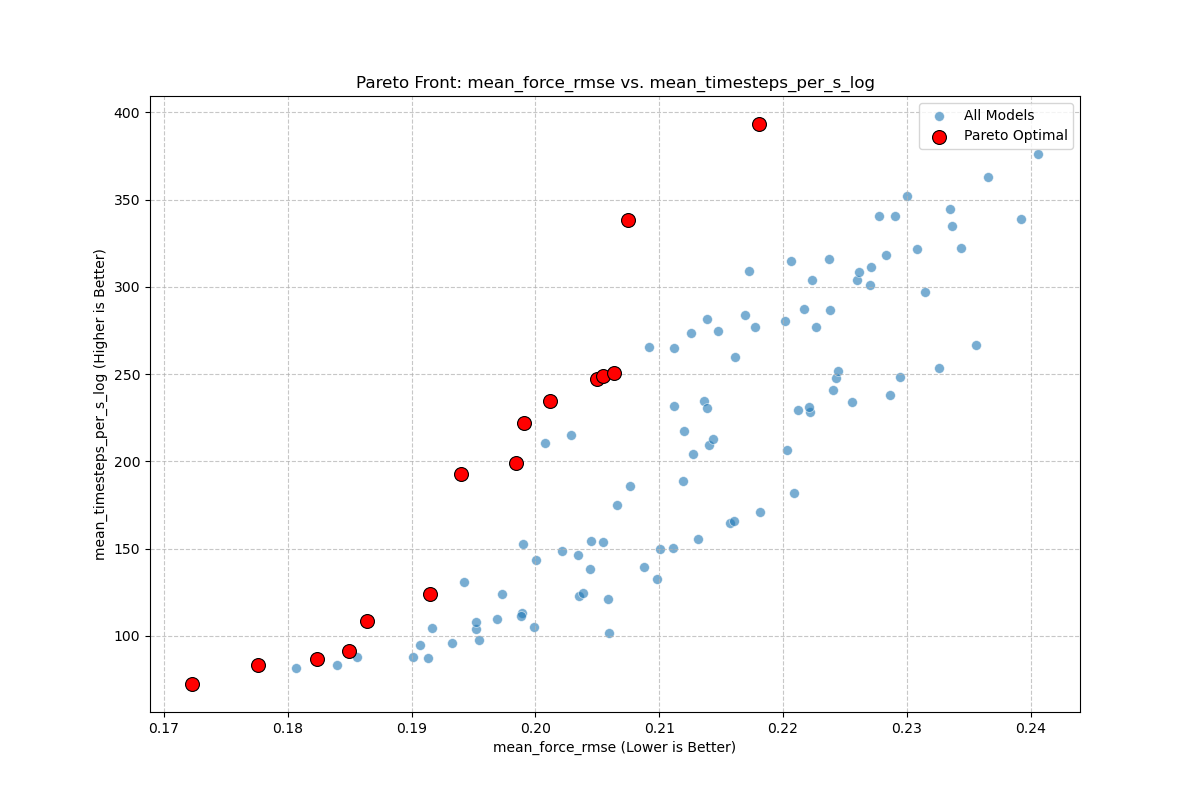 Pareto Front: mean_force_rmse vs. mean_timesteps_per_s_log
All Models
Pareto Optimal
mean_timesteps_per_s_log (Higher is Better)
400
350
300
250
200
150
100
0.17 0.18 0.19 0.20 0.21 0.22 0.23 0.24
mean_force_rmse (Lower is Better)